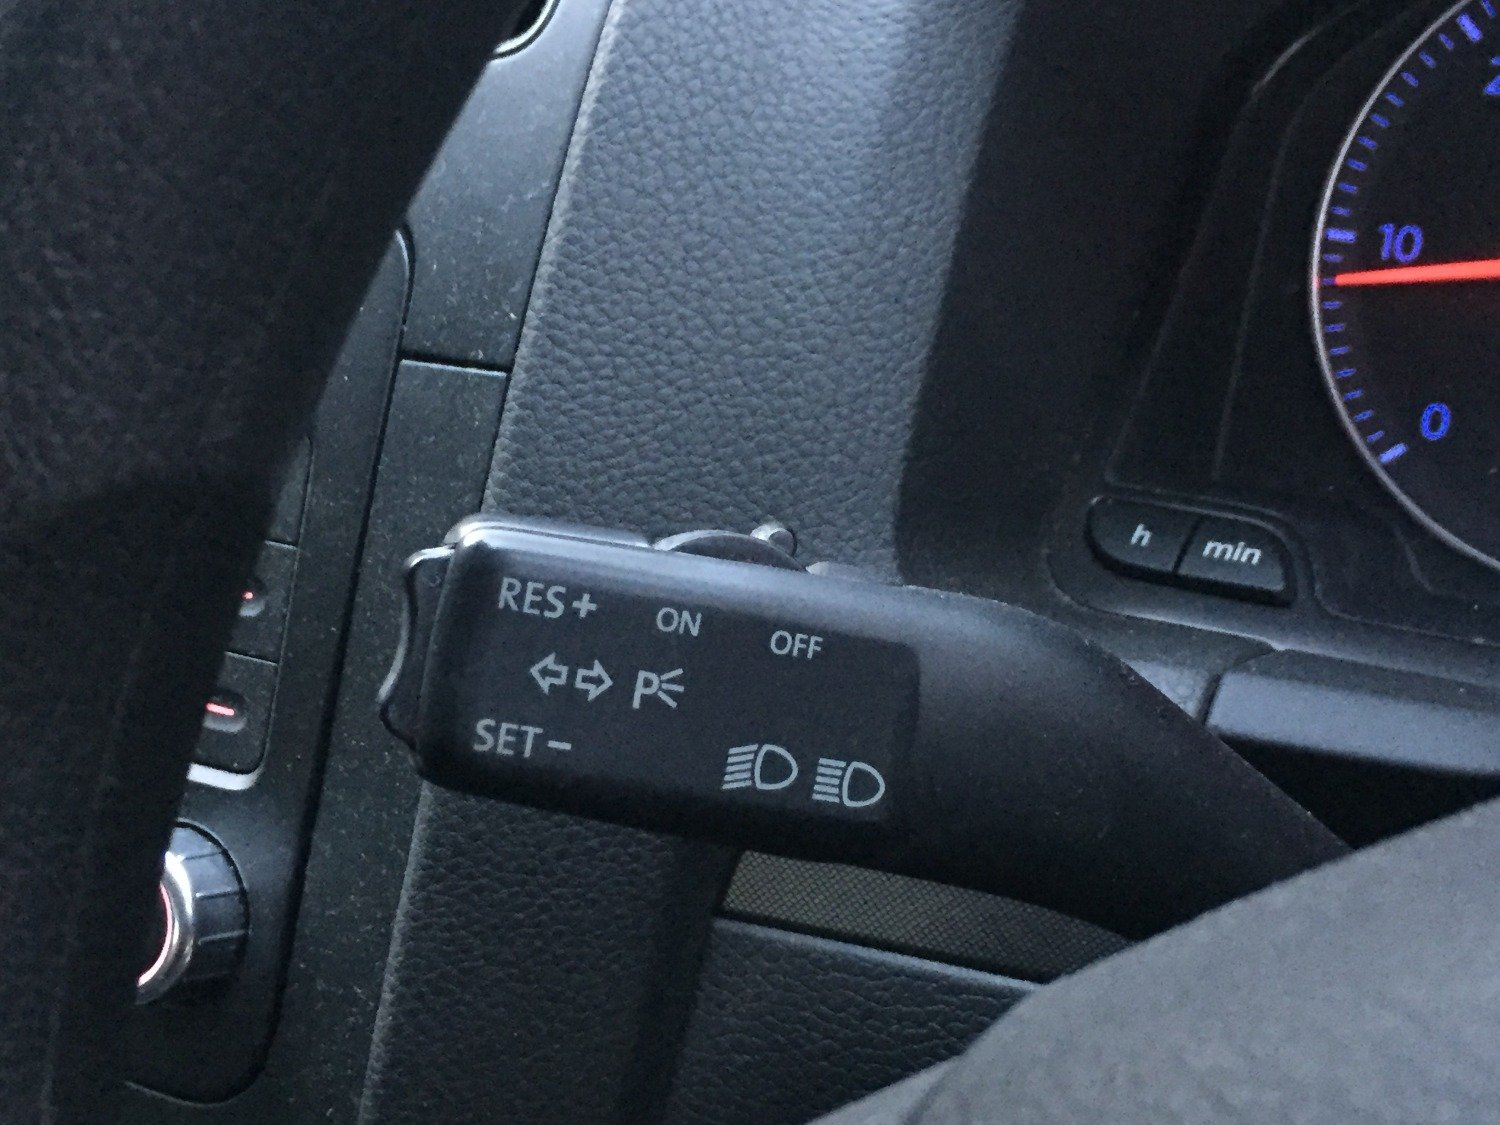 RES+ ON OFF
P
SET-
h min
10
0